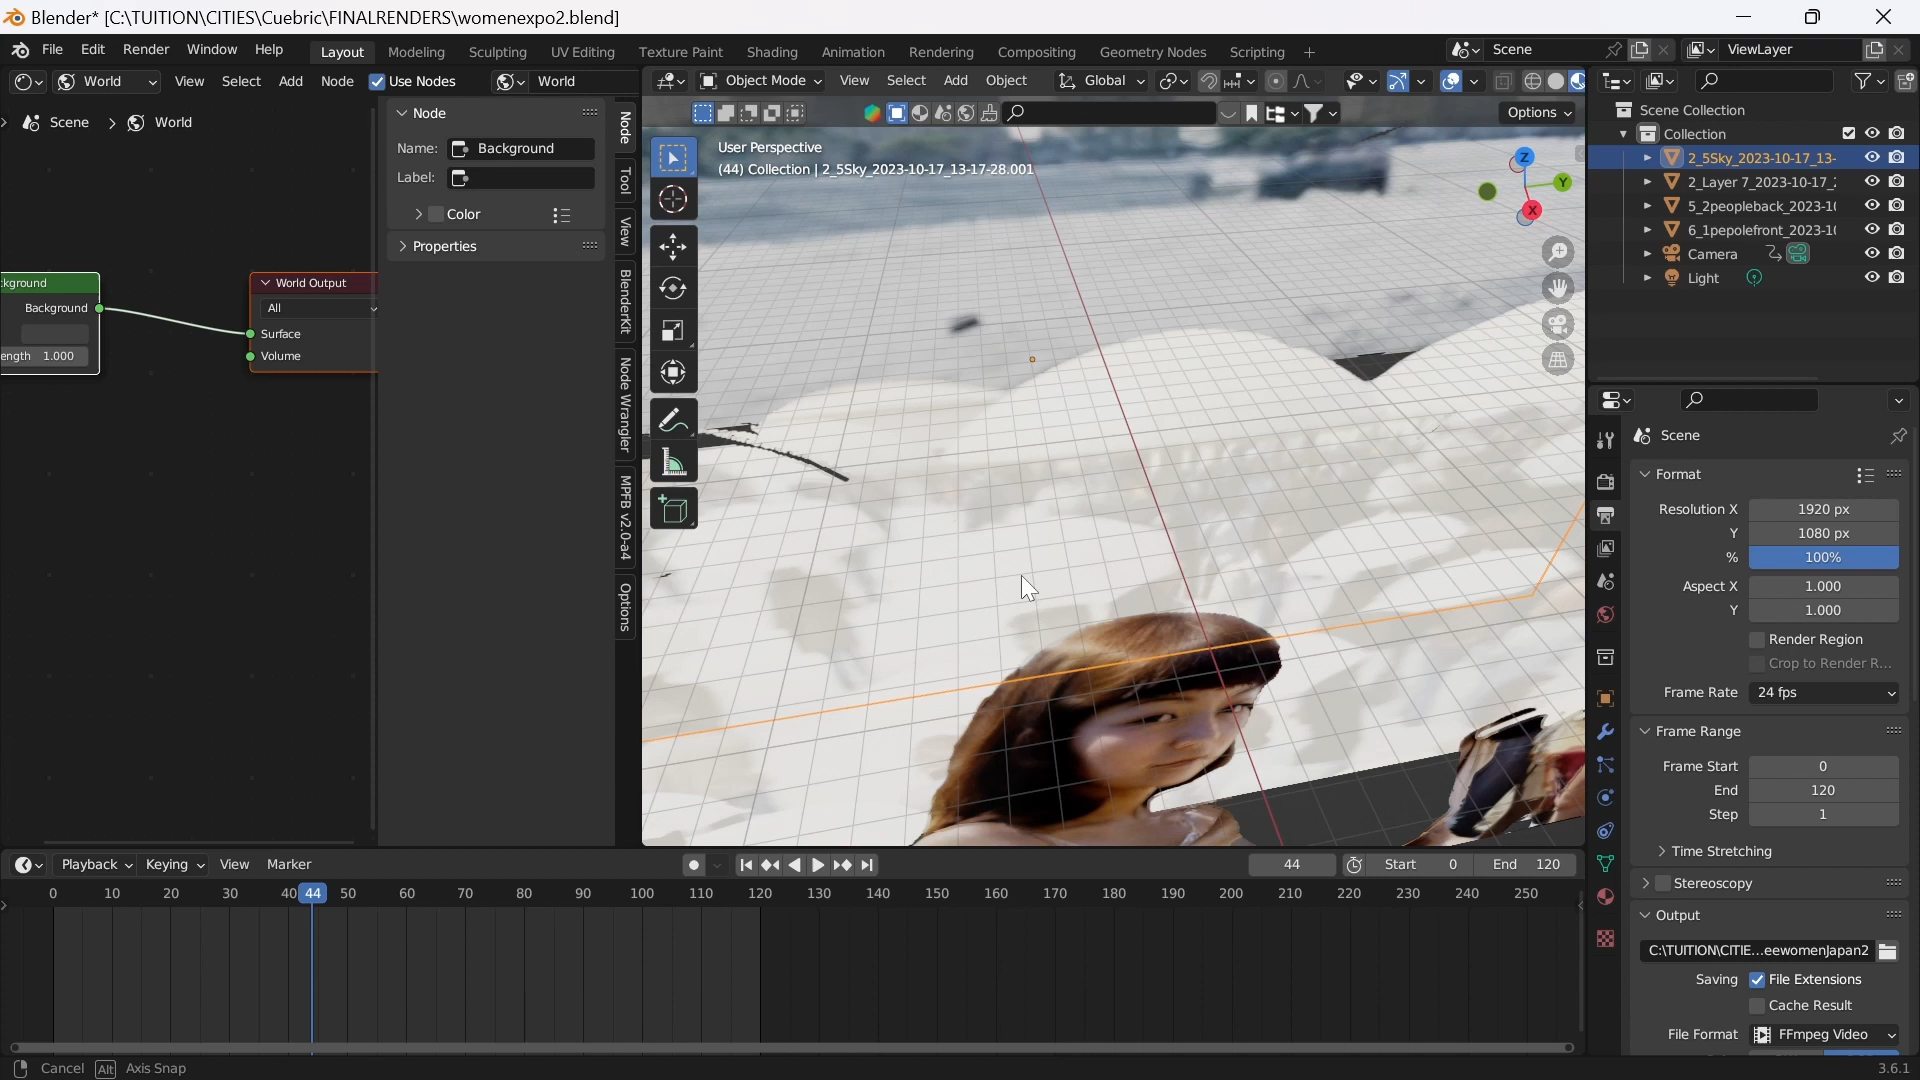 Blender* [C:\TUITION\CITIES\Cuebric\FINALRENDERS\womenexpo2.blend]
File Edit Render Window Help Layout Modeling Sculpting UV Editing Texture Paint Shading Animation Rendering Compositing Geometry Nodes Scripting + Scene ViewLayer
World View Select Add Node Use Nodes World
Object Mode View Select Add Object Global
Options
Scene > World
Node
Name: Background
Label:
Color
Properties
Node
Tool
View
BlenderKit
Node Wrangler
MPFB v2.0-a4
Options
kground
Background
ength 1.000
World Output
All
Surface
Volume
User Perspective
(44) Collection | 2_5Sky_2023-10-17_13-17-28.001
Z
Y
X
Scene Collection
Collection
2_5Sky_2023-10-17_13-
2_Layer 7_2023-10-17_
5_2peopleback_2023-1
6_1pepolefront_2023-1
Camera
Light
Scene
Format
Resolution X 1920 px
Y 1080 px
% 100%
Aspect X 1.000
Y 1.000
Render Region
Crop to Render R...
Frame Rate 24 fps
Frame Range
Frame Start 0
End 120
Step 1
Time Stretching
Stereoscopy
Output
C:\TUITION\CITIE...eewomenJapan2
Saving File Extensions
Cache Result
File Format FFmpeg Video
Playback Keying View Marker 44 Start 0 End 120
0 10 20 30 40 44 50 60 70 80 90 100 110 120 130 140 150 160 170 180 190 200 210 220 230 240 250
Cancel Alt Axis Snap
3.6.1